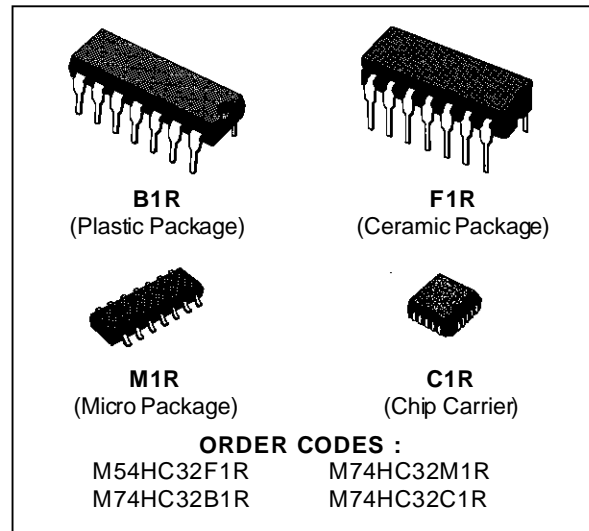 B1R
(Plastic Package)
F1R
(Ceramic Package)
M1R
(Micro Package)
C1R
(Chip Carrier)
ORDER CODES :
M54HC32F1R M74HC32M1R
M74HC32B1R M74HC32C1R